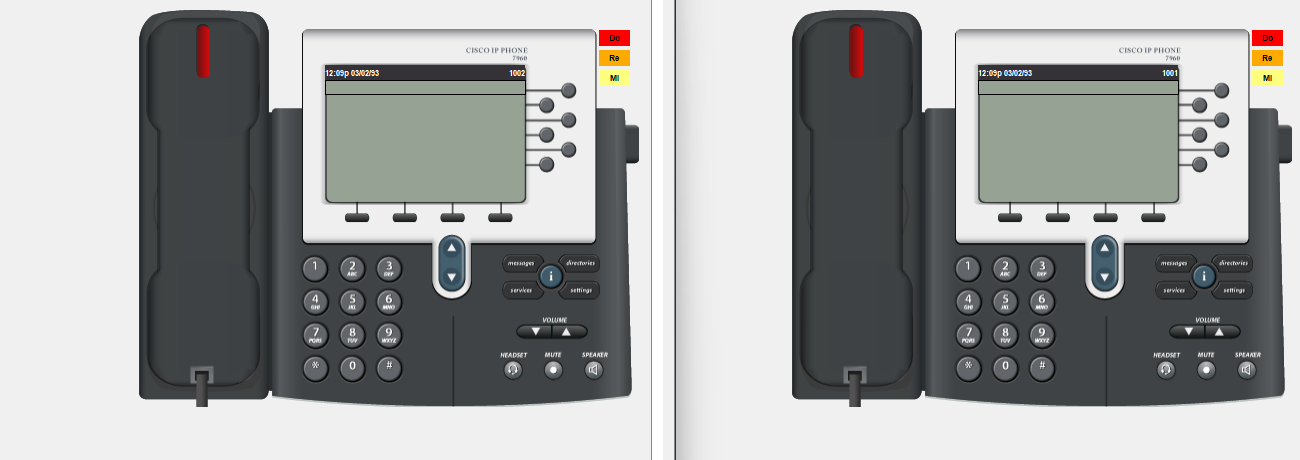 CISCO IP PHONE
7960
12:09p 03/02/93 1002
Do
Re
MI
messages directories
i
services settings
1 2 ABC 3 DEF
4 GHI 5 JKL 6 MNO
7 PQRS 8 TUV 9 WXYZ
* 0 #
VOLUME
HEADSET MUTE SPEAKER
CISCO IP PHONE
7960
12:09p 03/02/93 1001
Do
Re
MI
messages directories
i
services settings
1 2 ABC 3 DEF
4 GHI 5 JKL 6 MNO
7 PQRS 8 TUV 9 WXYZ
* 0 #
VOLUME
HEADSET MUTE SPEAKER